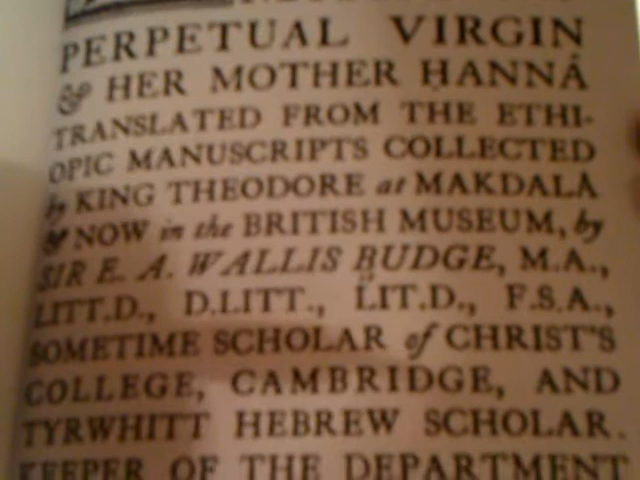 PERPETUAL VIRGIN
& HER MOTHER ḤANNÂ
TRANSLATED FROM THE ETHI-
OPIC MANUSCRIPTS COLLECTED
by KING THEODORE at MAKDALÂ
& NOW in the BRITISH MUSEUM, by
SIR E. A. WALLIS BUDGE, M.A.,
LITT.D., D.LITT., LIT.D., F.S.A.,
SOMETIME SCHOLAR of CHRIST'S
COLLEGE, CAMBRIDGE, AND
TYRWHITT HEBREW SCHOLAR.
KEEPER OF THE DEPARTMENT